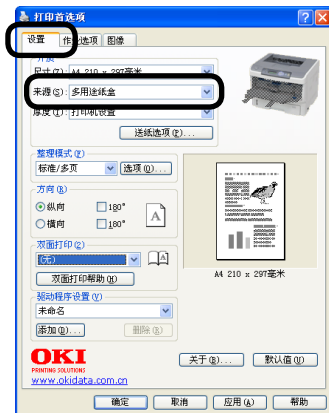 打印首选项
设置 作业选项 图像
介质
尺寸(Z): A4 210 x 297毫米
来源(S): 多用途纸盒
厚度(T): 打印机设置
送纸选项(P)...
整理模式(F)
标准/多页 选项(O)...
方向(R)
纵向 180°
横向 180°
A
双面打印(2)
(无)
双面打印帮助(H)
A4 210 x 297毫米
驱动程序设置(V)
未命名
添加(D)... 删除(R)
OKI
PRINTING SOLUTIONS
www.okidata.com.cn
关于(B)... 默认值(U)
确定 取消 应用(A) 帮助